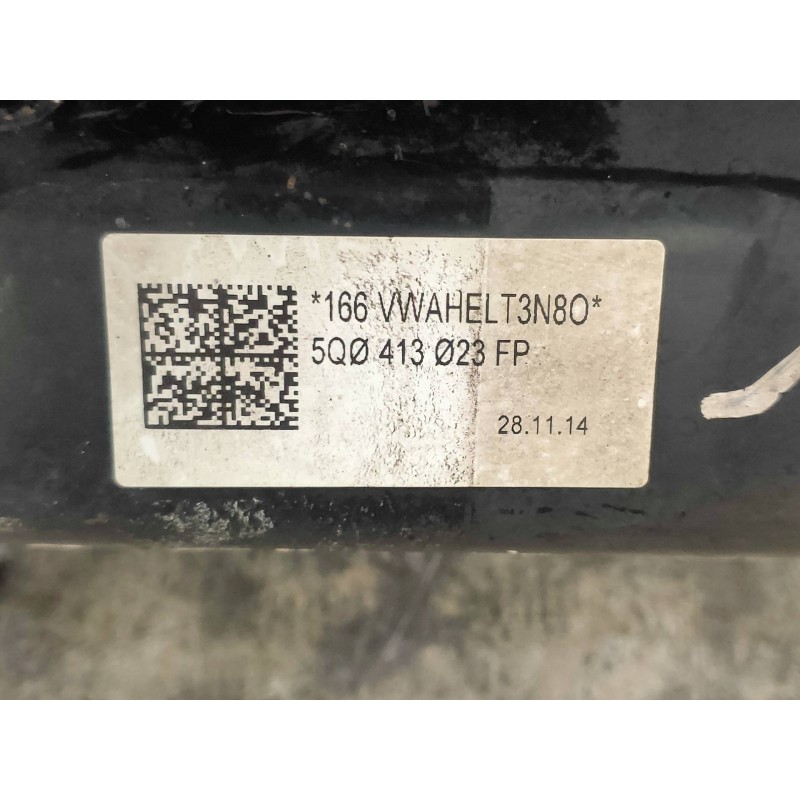 *166 VWAHELT3N8O*
5QØ 413 Ø23 FP
28.11.14